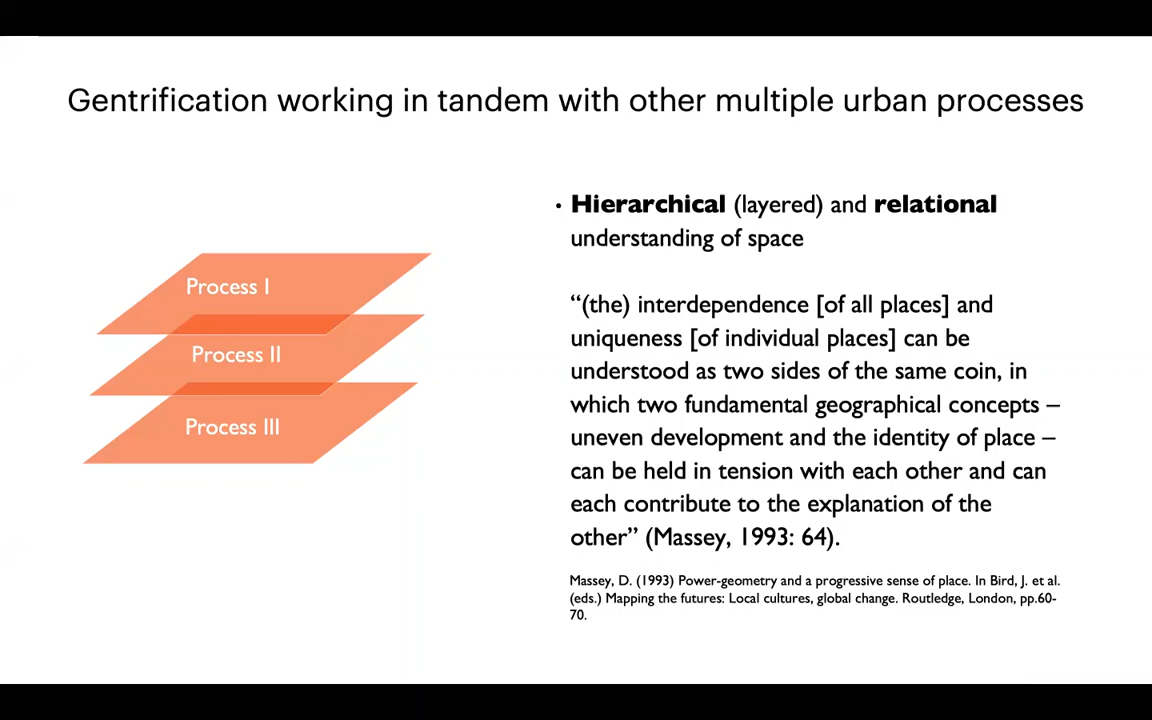 Gentrification working in tandem with other multiple urban processes
Process I
Process II
Process III
• Hierarchical (layered) and relational
understanding of space
“(the) interdependence [of all places] and
uniqueness [of individual places] can be
understood as two sides of the same coin, in
which two fundamental geographical concepts –
uneven development and the identity of place –
can be held in tension with each other and can
each contribute to the explanation of the
other” (Massey, 1993: 64).
Massey, D. (1993) Power-geometry and a progressive sense of place. In Bird, J. et al.
(eds.) Mapping the futures: Local cultures, global change. Routledge, London, pp.60-
70.